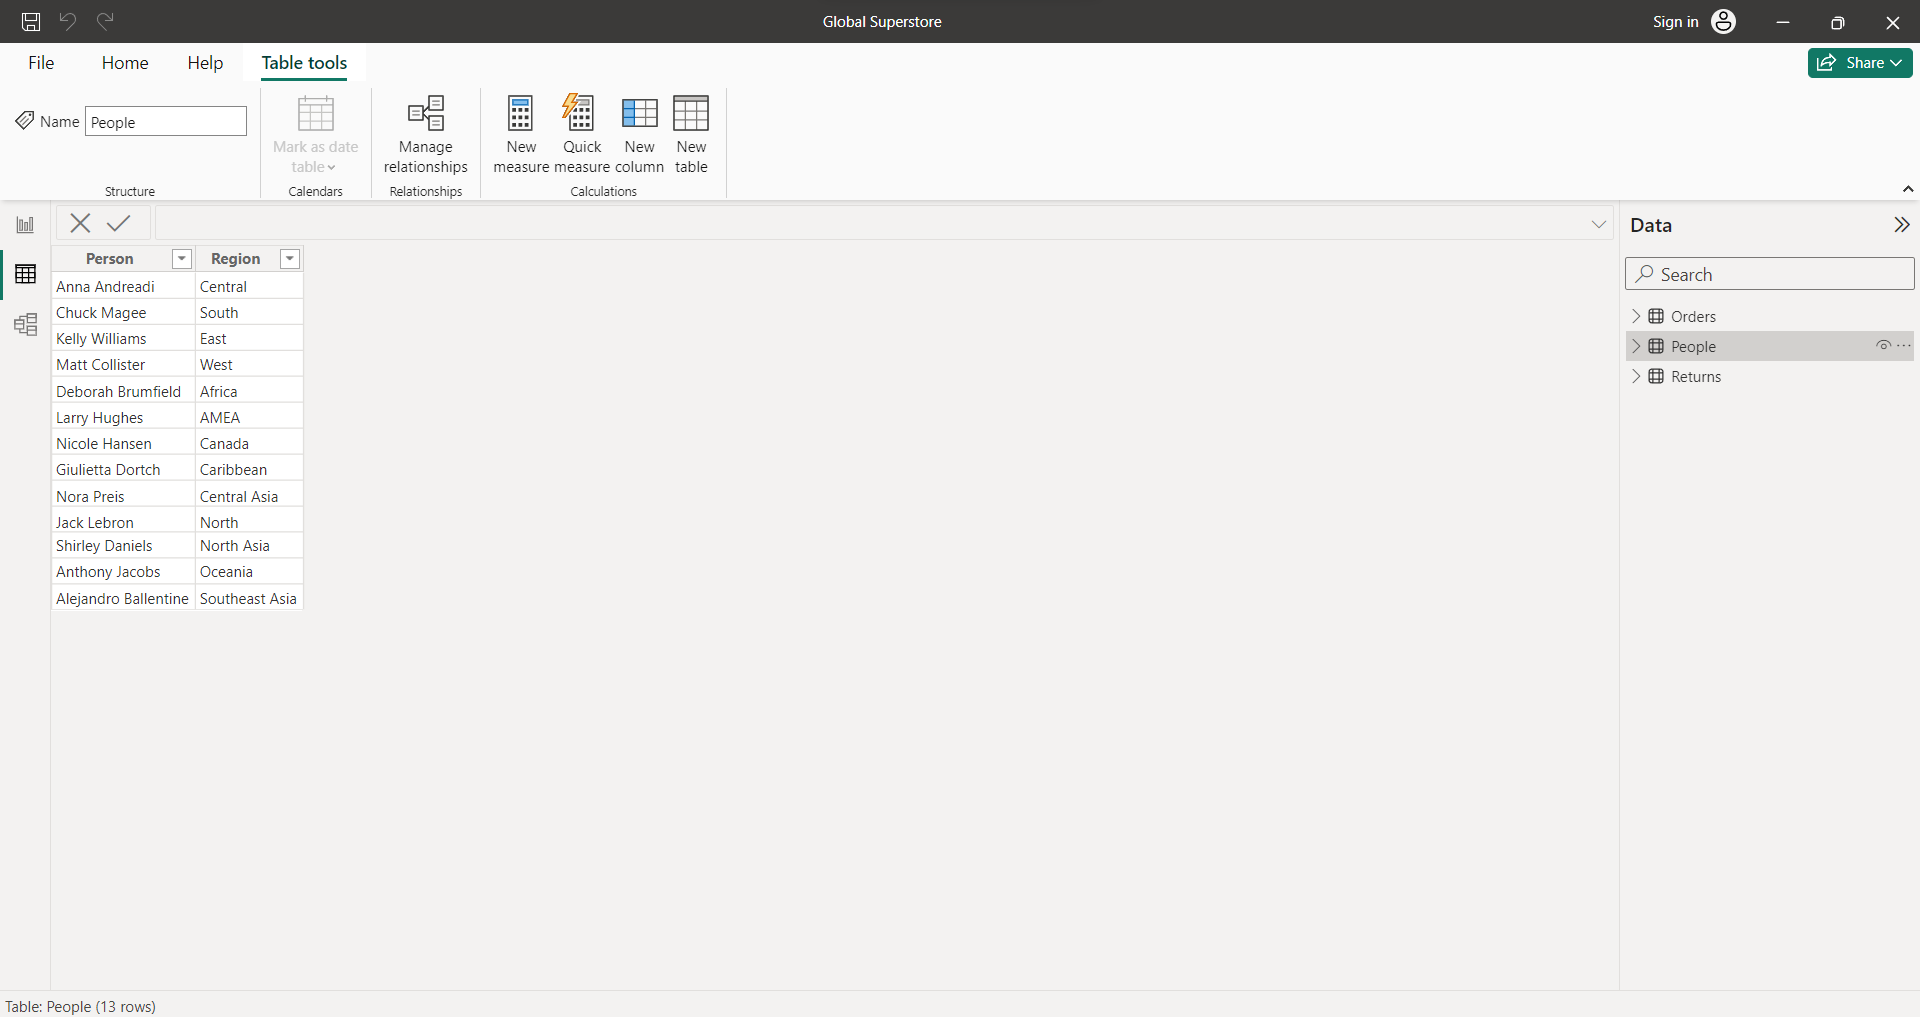 Global Superstore
Sign in
File Home Help Table tools
Share
Name People
Mark as date table
Manage relationships
New measure
Quick measure
New column
New table
Structure Calendars Relationships Calculations
Data
Search
Orders
People
Returns
Person Region
Anna Andreadi Central
Chuck Magee South
Kelly Williams East
Matt Collister West
Deborah Brumfield Africa
Larry Hughes AMEA
Nicole Hansen Canada
Giulietta Dortch Caribbean
Nora Preis Central Asia
Jack Lebron North
Shirley Daniels North Asia
Anthony Jacobs Oceania
Alejandro Ballentine Southeast Asia
Table: People (13 rows)